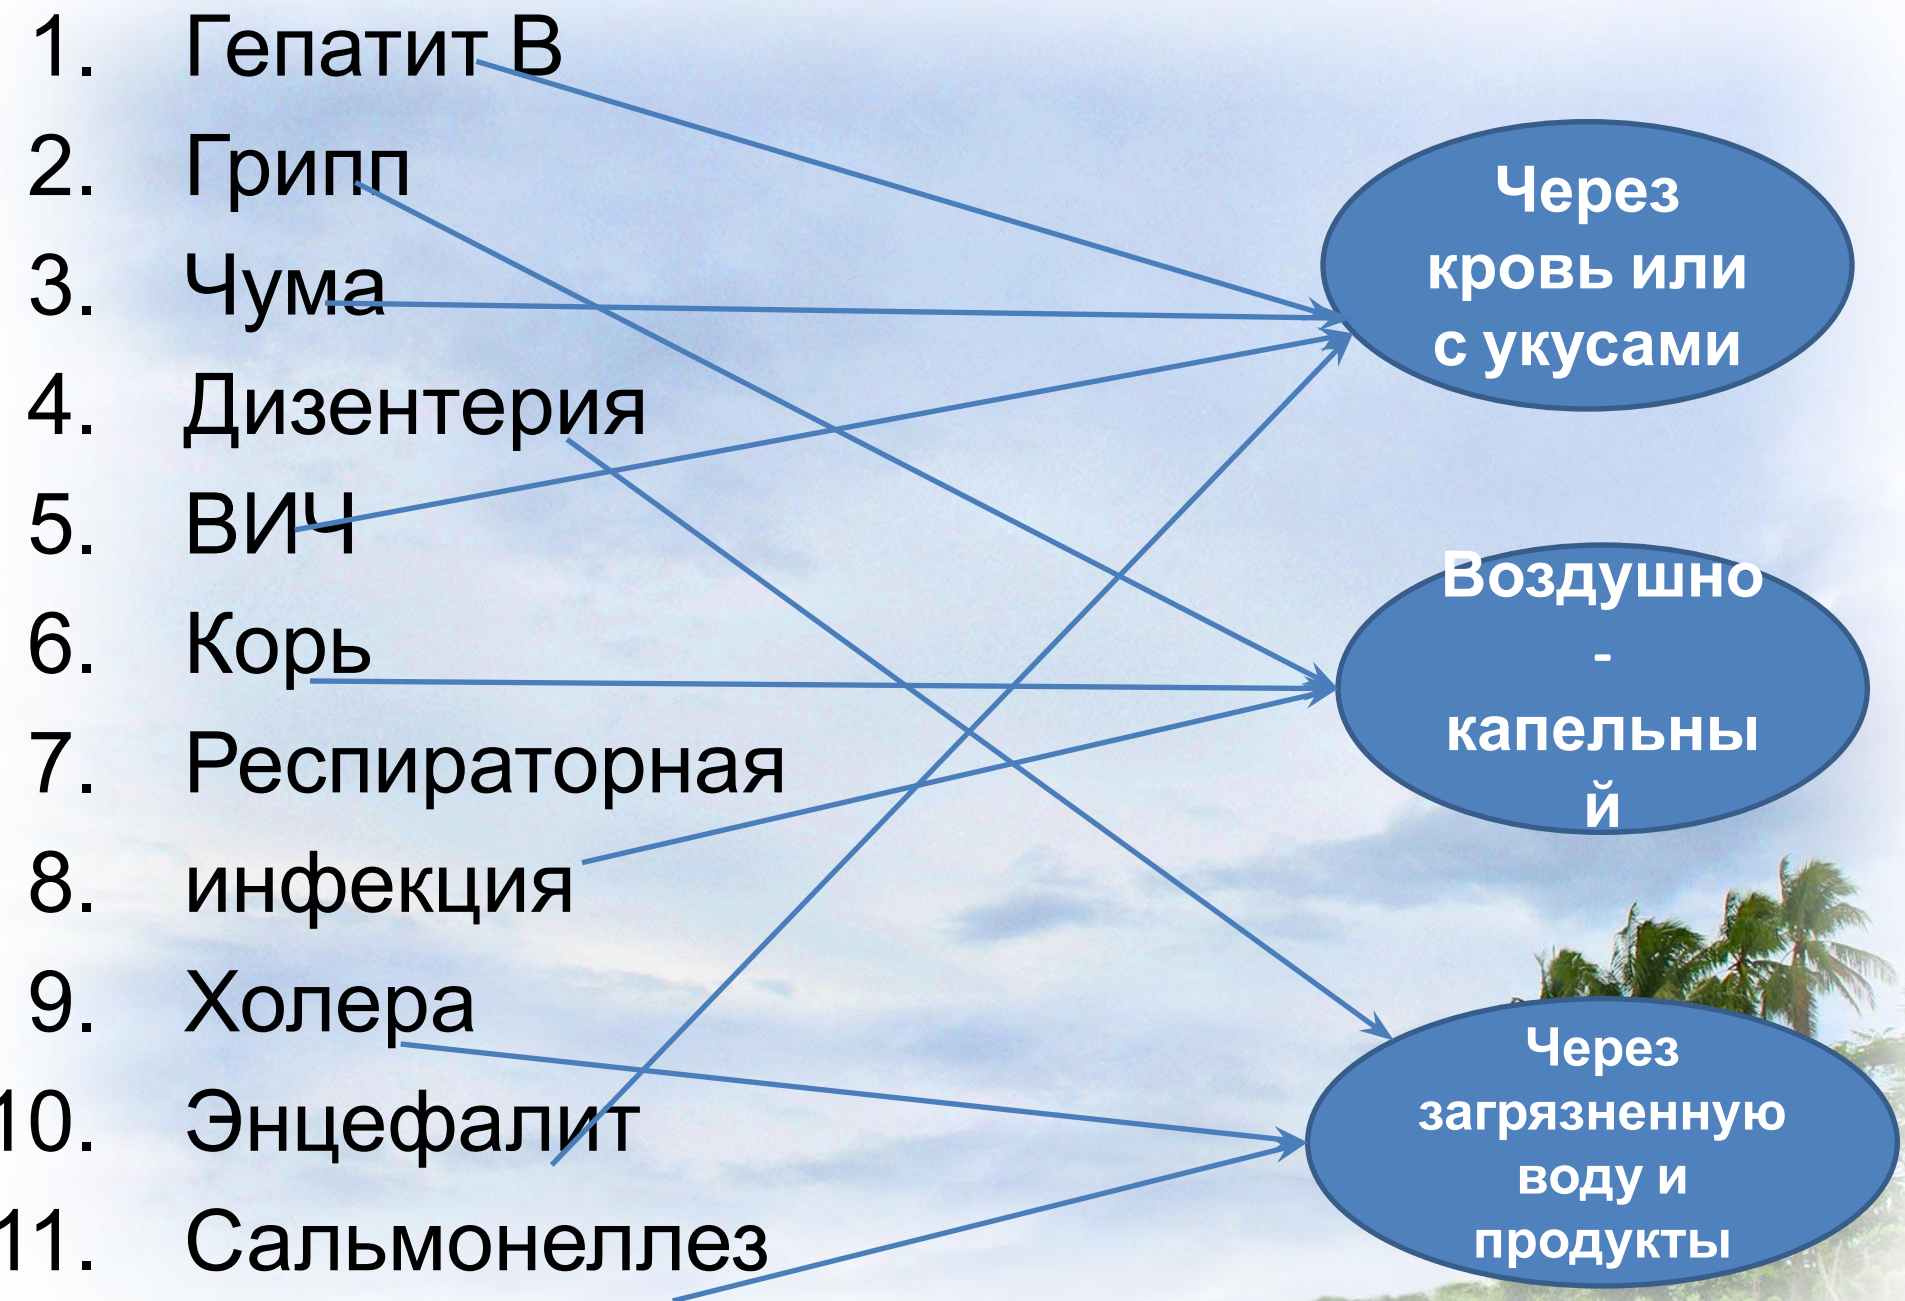 1. Гепатит В
2. Грипп
3. Чума
4. Дизентерия
5. ВИЧ
6. Корь
7. Респираторная
8. инфекция
9. Холера
10. Энцефалит
11. Сальмонеллез
Через
кровь или
с укусами
Воздушно
-
капельны
й
Через
загрязненную
воду и
продукты